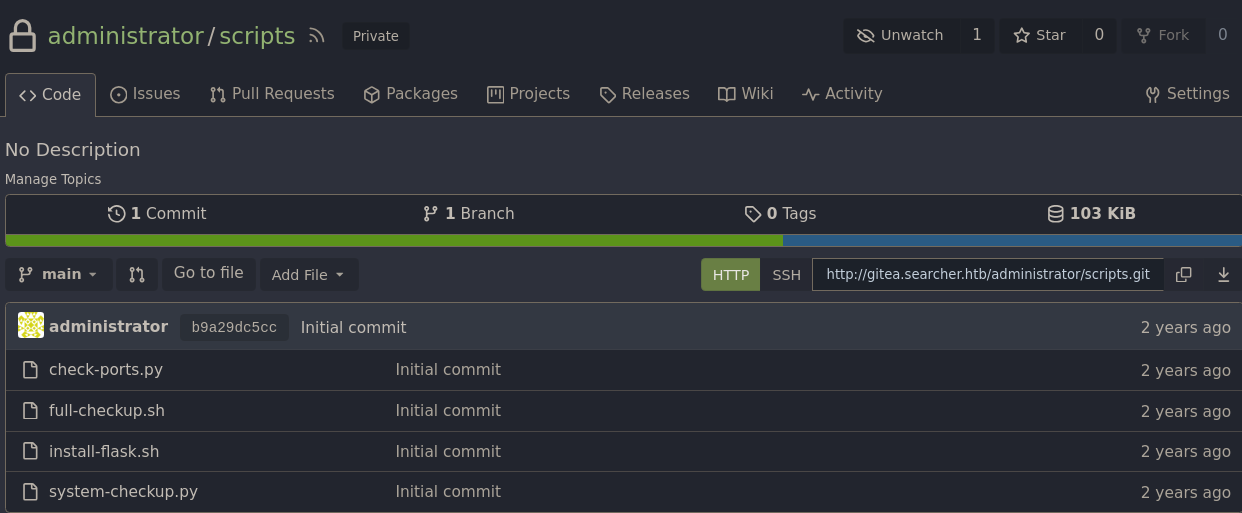 administrator/scripts Private Unwatch 1 Star 0 Fork 0
Code Issues Pull Requests Packages Projects Releases Wiki Activity Settings
No Description
Manage Topics
1 Commit 1 Branch 0 Tags 103 KiB
main Go to file Add File HTTP SSH http://gitea.searcher.htb/administrator/scripts.git
administrator b9a29dc5cc Initial commit 2 years ago
check-ports.py Initial commit 2 years ago
full-checkup.sh Initial commit 2 years ago
install-flask.sh Initial commit 2 years ago
system-checkup.py Initial commit 2 years ago